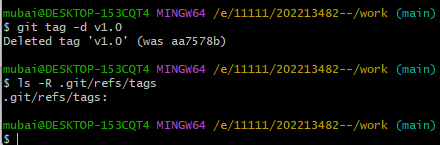 mubai@DESKTOP-153CQT4 MINGW64 /e/11111/202213482--/work (main)
$ git tag -d v1.0
Deleted tag 'v1.0' (was aa7578b)
mubai@DESKTOP-153CQT4 MINGW64 /e/11111/202213482--/work (main)
$ ls -R .git/refs/tags
.git/refs/tags:
mubai@DESKTOP-153CQT4 MINGW64 /e/11111/202213482--/work (main)
$